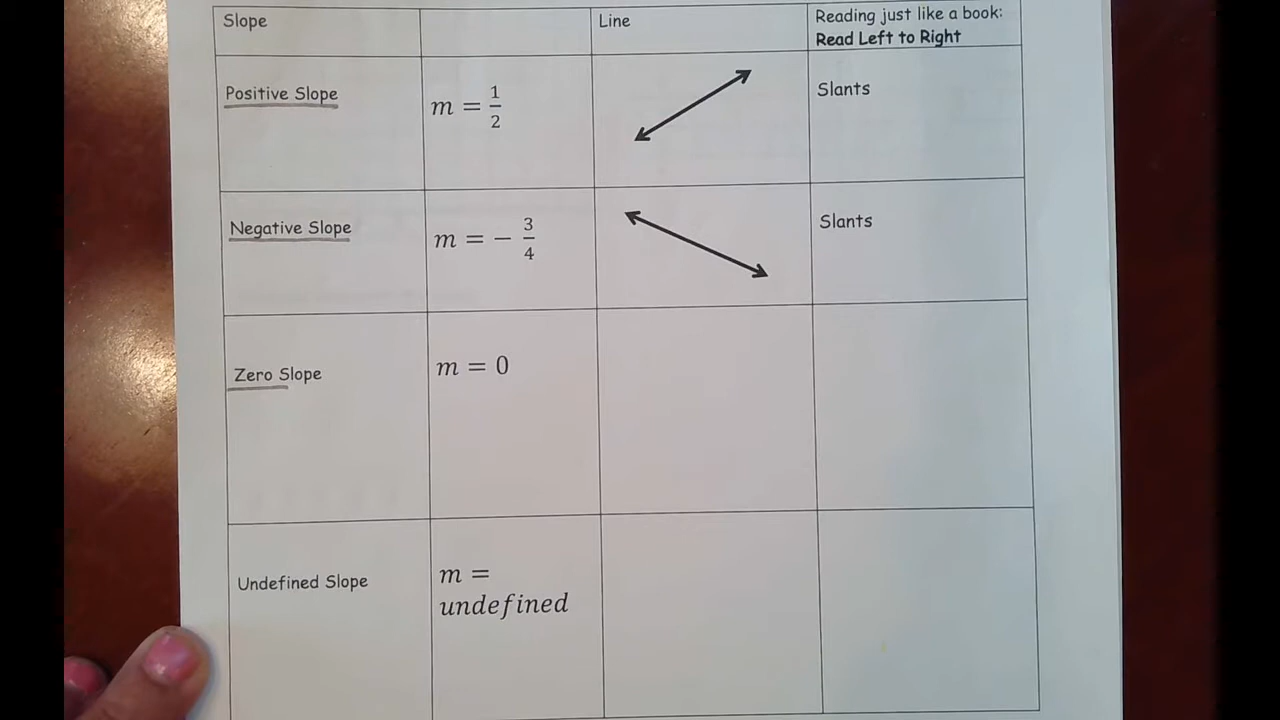 Slope Line Reading just like a book:
Read Left to Right
Positive Slope m = 1/2 Slants
Negative Slope m = − 3/4 Slants
Zero Slope m = 0
Undefined Slope m =
undefined